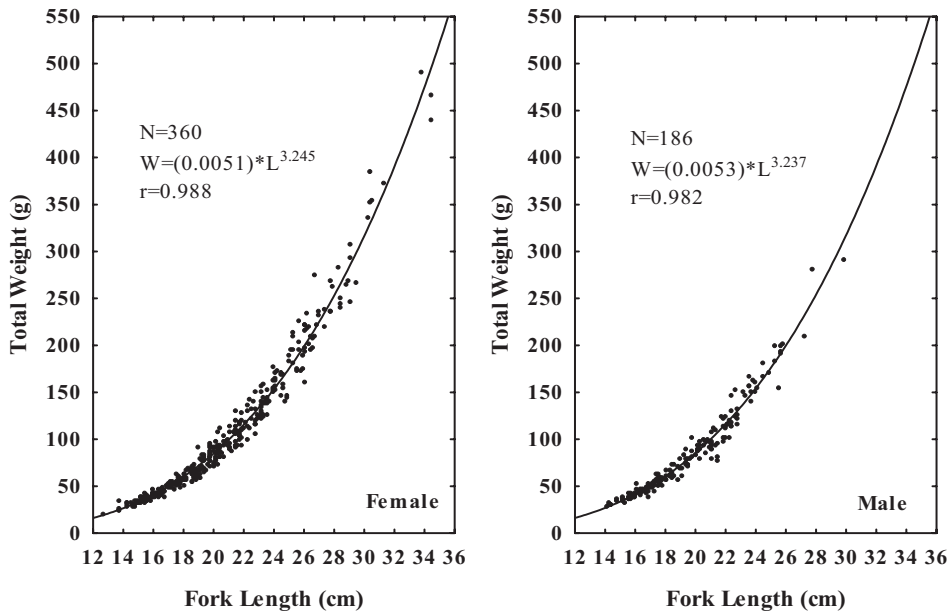 550
500
450
400
350
300
250
200
150
100
50
0
Total Weight (g)
N=360
W=(0.0051)*L^3.245
r=0.988
Female
12 14 16 18 20 22 24 26 28 30 32 34 36
Fork Length (cm)
550
500
450
400
350
300
250
200
150
100
50
0
Total Weight (g)
N=186
W=(0.0053)*L^3.237
r=0.982
Male
12 14 16 18 20 22 24 26 28 30 32 34 36
Fork Length (cm)